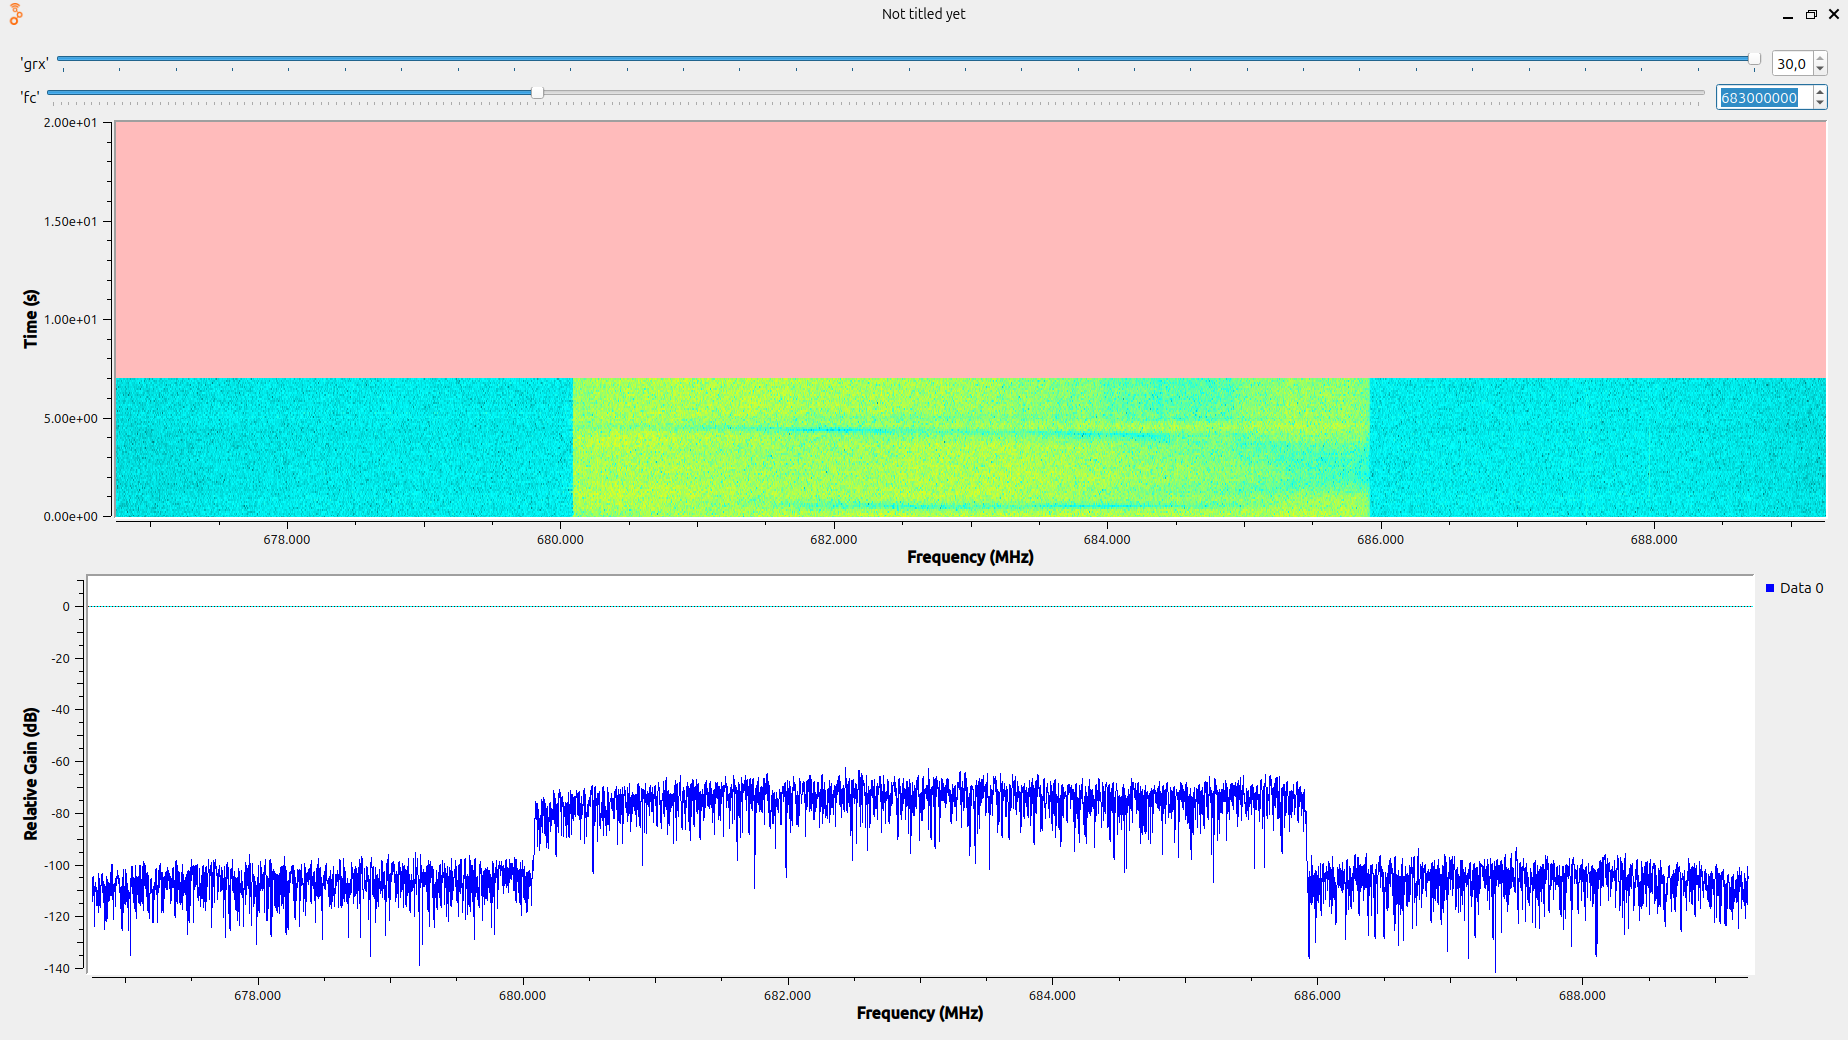 Not titled yet
'grx'
30,0
'fc'
683000000
2.00e+01
1.50e+01
1.00e+01
5.00e+00
0.00e+00
Time (s)
678.000 680.000 682.000 684.000 686.000 688.000
Frequency (MHz)
Data 0
0
-20
-40
-60
-80
-100
-120
-140
Relative Gain (dB)
678.000 680.000 682.000 684.000 686.000 688.000
Frequency (MHz)